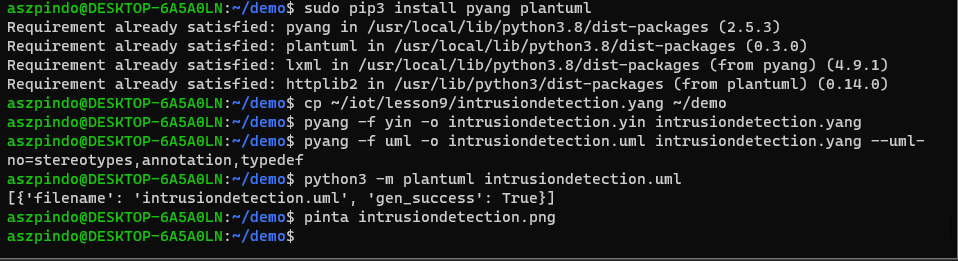 aszpindo@DESKTOP-6A5A0LN:~/demo$ sudo pip3 install pyang plantuml
Requirement already satisfied: pyang in /usr/local/lib/python3.8/dist-packages (2.5.3)
Requirement already satisfied: plantuml in /usr/local/lib/python3.8/dist-packages (0.3.0)
Requirement already satisfied: lxml in /usr/local/lib/python3.8/dist-packages (from pyang) (4.9.1)
Requirement already satisfied: httplib2 in /usr/lib/python3/dist-packages (from plantuml) (0.14.0)
aszpindo@DESKTOP-6A5A0LN:~/demo$ cp ~/iot/lesson9/intrusiondetection.yang ~/demo
aszpindo@DESKTOP-6A5A0LN:~/demo$ pyang -f yin -o intrusiondetection.yin intrusiondetection.yang
aszpindo@DESKTOP-6A5A0LN:~/demo$ pyang -f uml -o intrusiondetection.uml intrusiondetection.yang --uml-
no=stereotypes,annotation,typedef
aszpindo@DESKTOP-6A5A0LN:~/demo$ python3 -m plantuml intrusiondetection.uml
[{'filename': 'intrusiondetection.uml', 'gen_success': True}]
aszpindo@DESKTOP-6A5A0LN:~/demo$ pinta intrusiondetection.png
aszpindo@DESKTOP-6A5A0LN:~/demo$